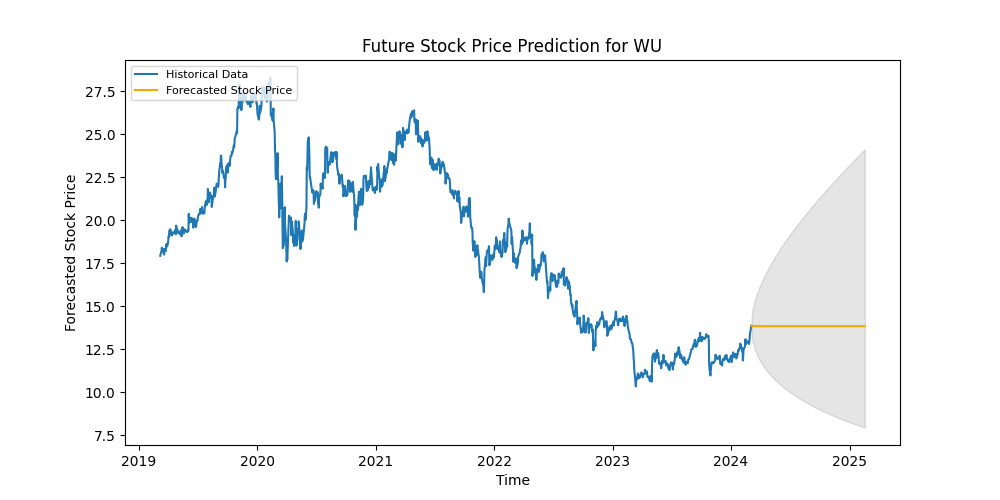 Future Stock Price Prediction for WU
Historical Data
Forecasted Stock Price
Forecasted Stock Price
27.5
25.0
22.5
20.0
17.5
15.0
12.5
10.0
7.5
2019 2020 2021 2022 2023 2024 2025
Time